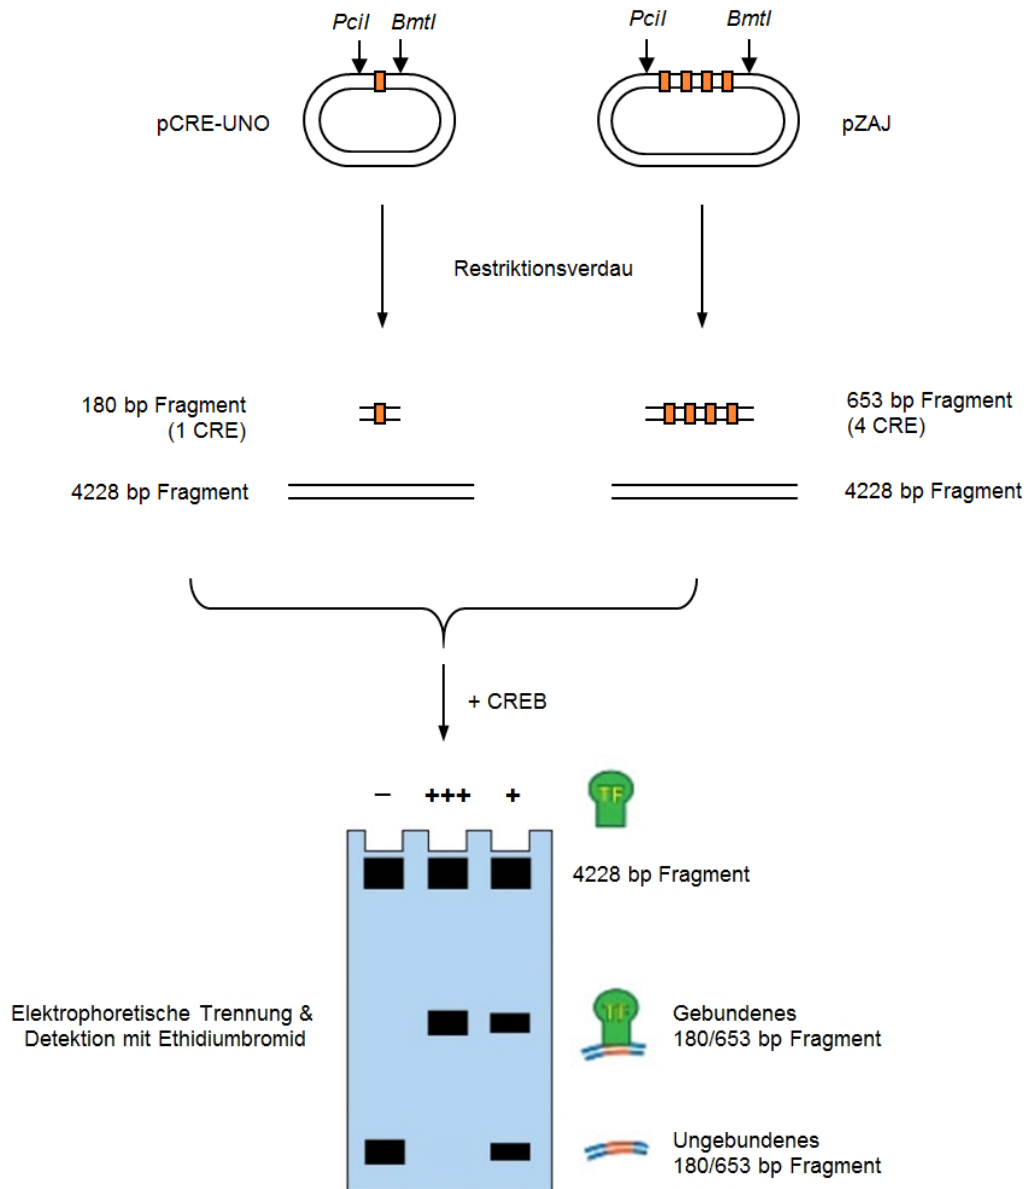 PciI BmtI
PciI BmtI
pCRE-UNO
pZAJ
Restriktionsverdau
180 bp Fragment
(1 CRE)
653 bp Fragment
(4 CRE)
4228 bp Fragment
4228 bp Fragment
+ CREB
– +++ +
TF
4228 bp Fragment
Elektrophoretische Trennung &
Detektion mit Ethidiumbromid
TF
Gebundenes
180/653 bp Fragment
Ungebundenes
180/653 bp Fragment